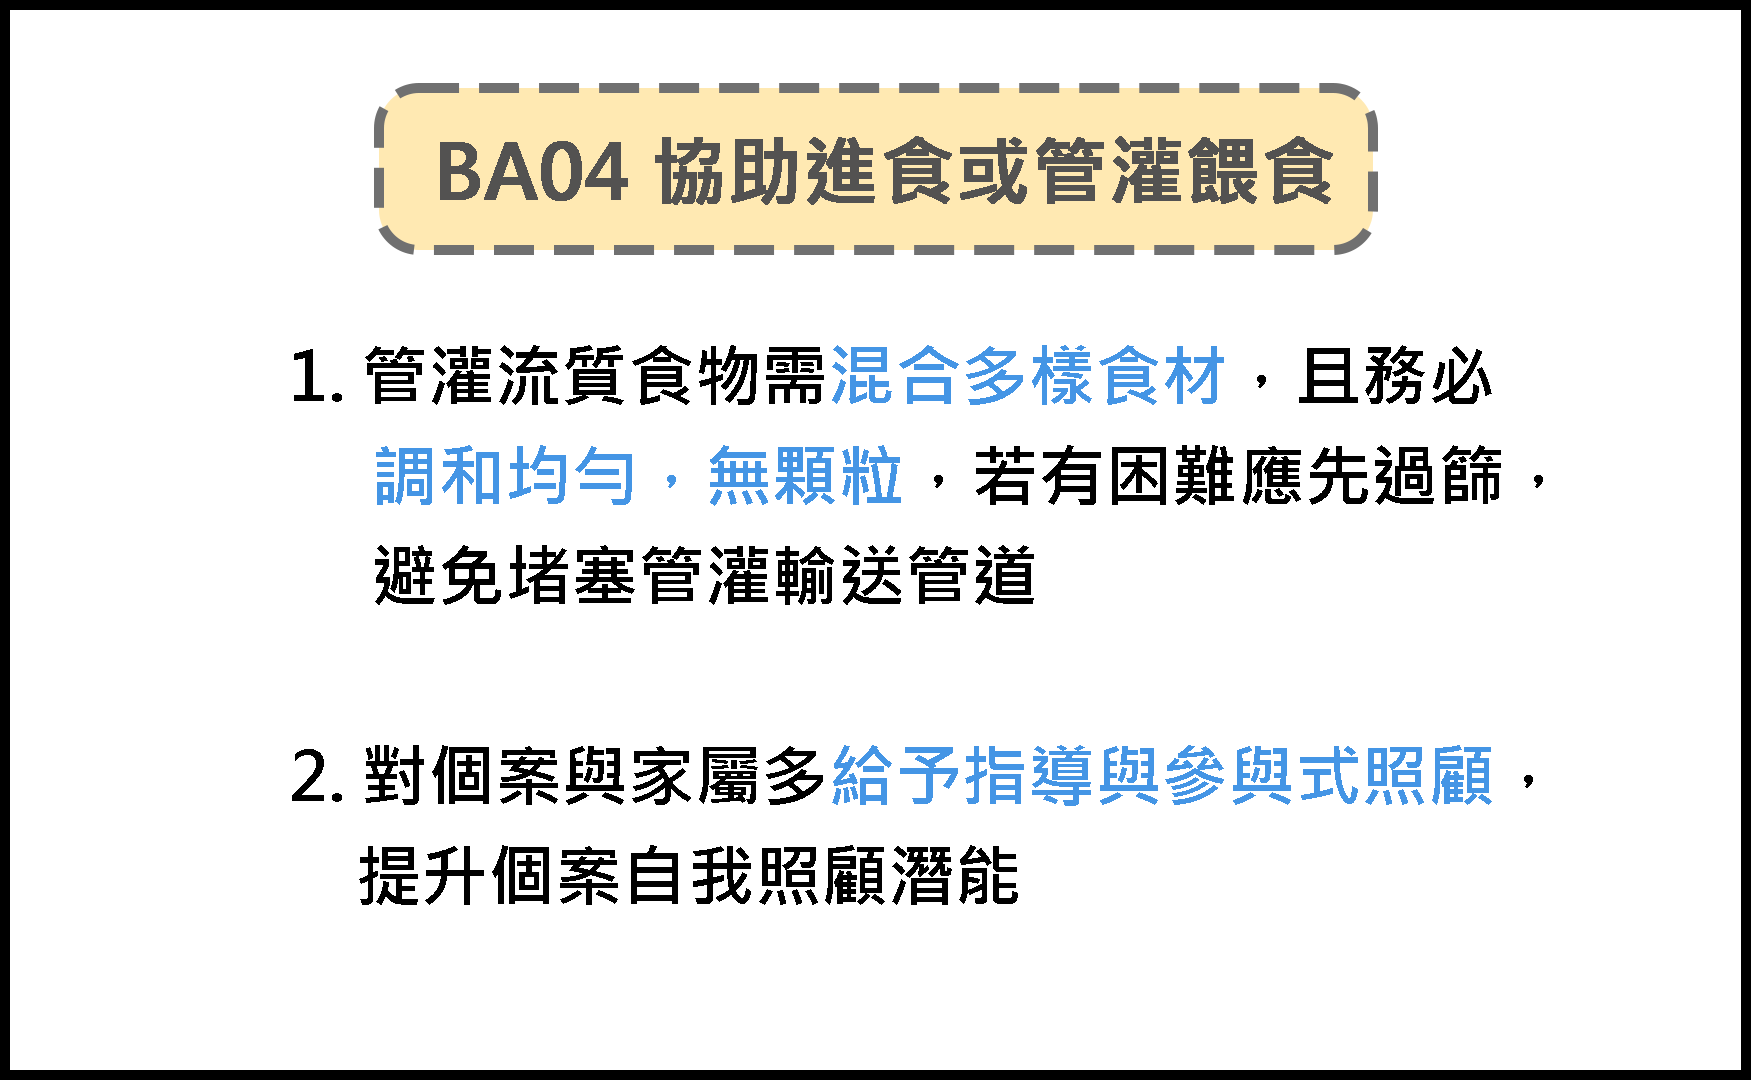 BA04 協助進食或管灌餵食
1. 管灌流質食物需混合多樣食材，且務必
調和均勻，無顆粒，若有困難應先過篩，
避免堵塞管灌輸送管道
2. 對個案與家屬多給予指導與參與式照顧，
提升個案自我照顧潛能